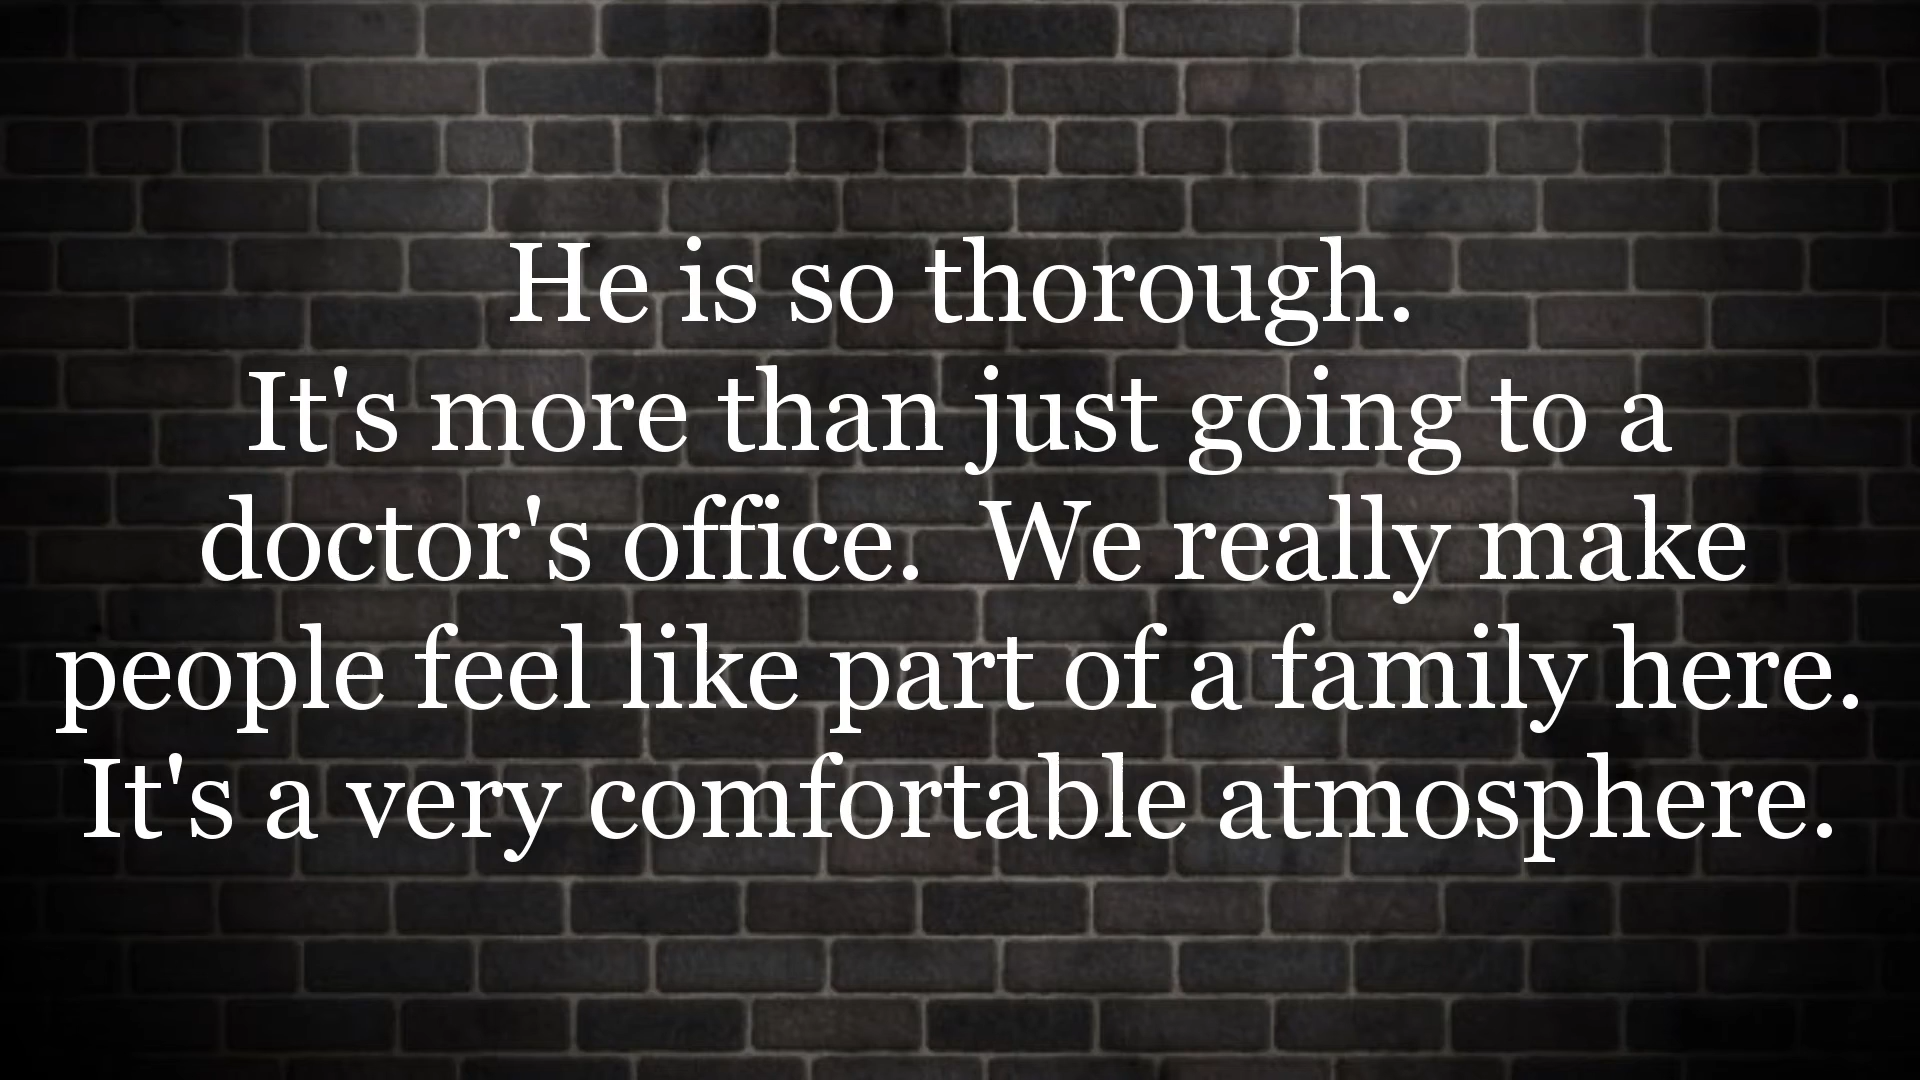 He is so thorough.
It's more than just going to a
doctor's office.  We really make
people feel like part of a family here.
It's a very comfortable atmosphere.